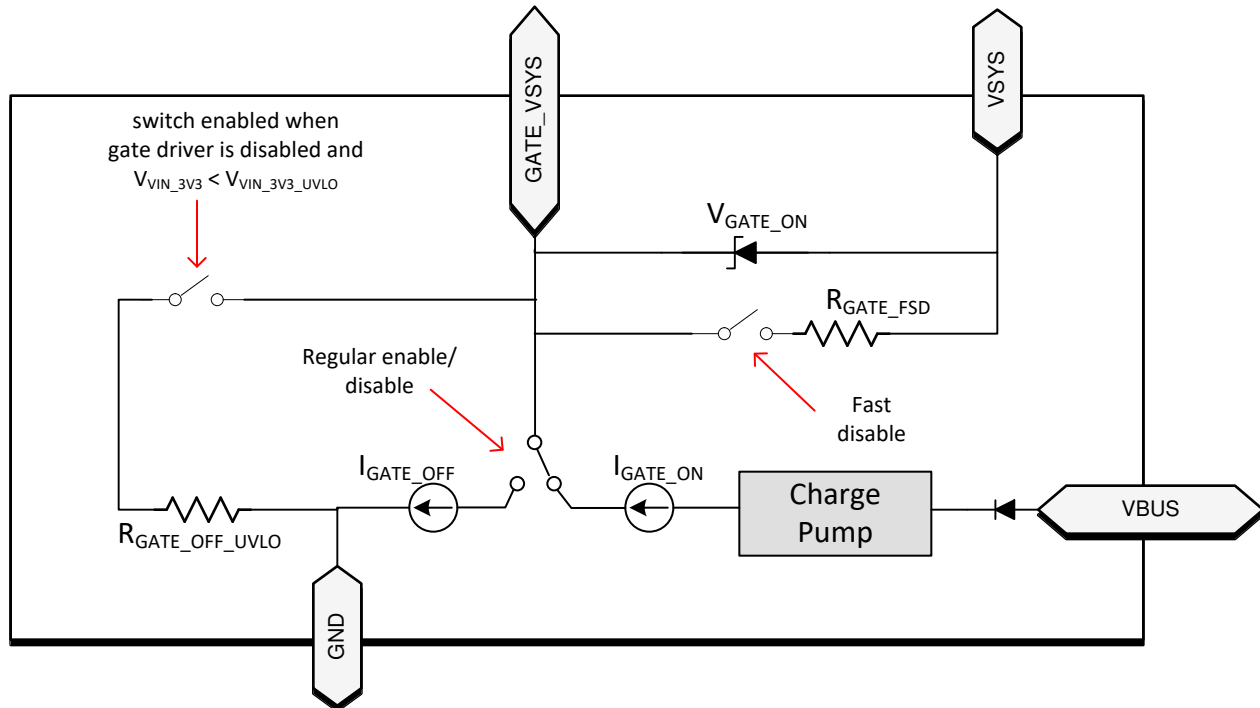 GATE_VSYS
VSYS
switch enabled when
gate driver is disabled and
VVIN_3V3 < VVIN_3V3_UVLO
VGATE_ON
RGATE_FSD
Regular enable/
disable
Fast
disable
IGATE_OFF
IGATE_ON
Charge
Pump
VBUS
RGATE_OFF_UVLO
GND